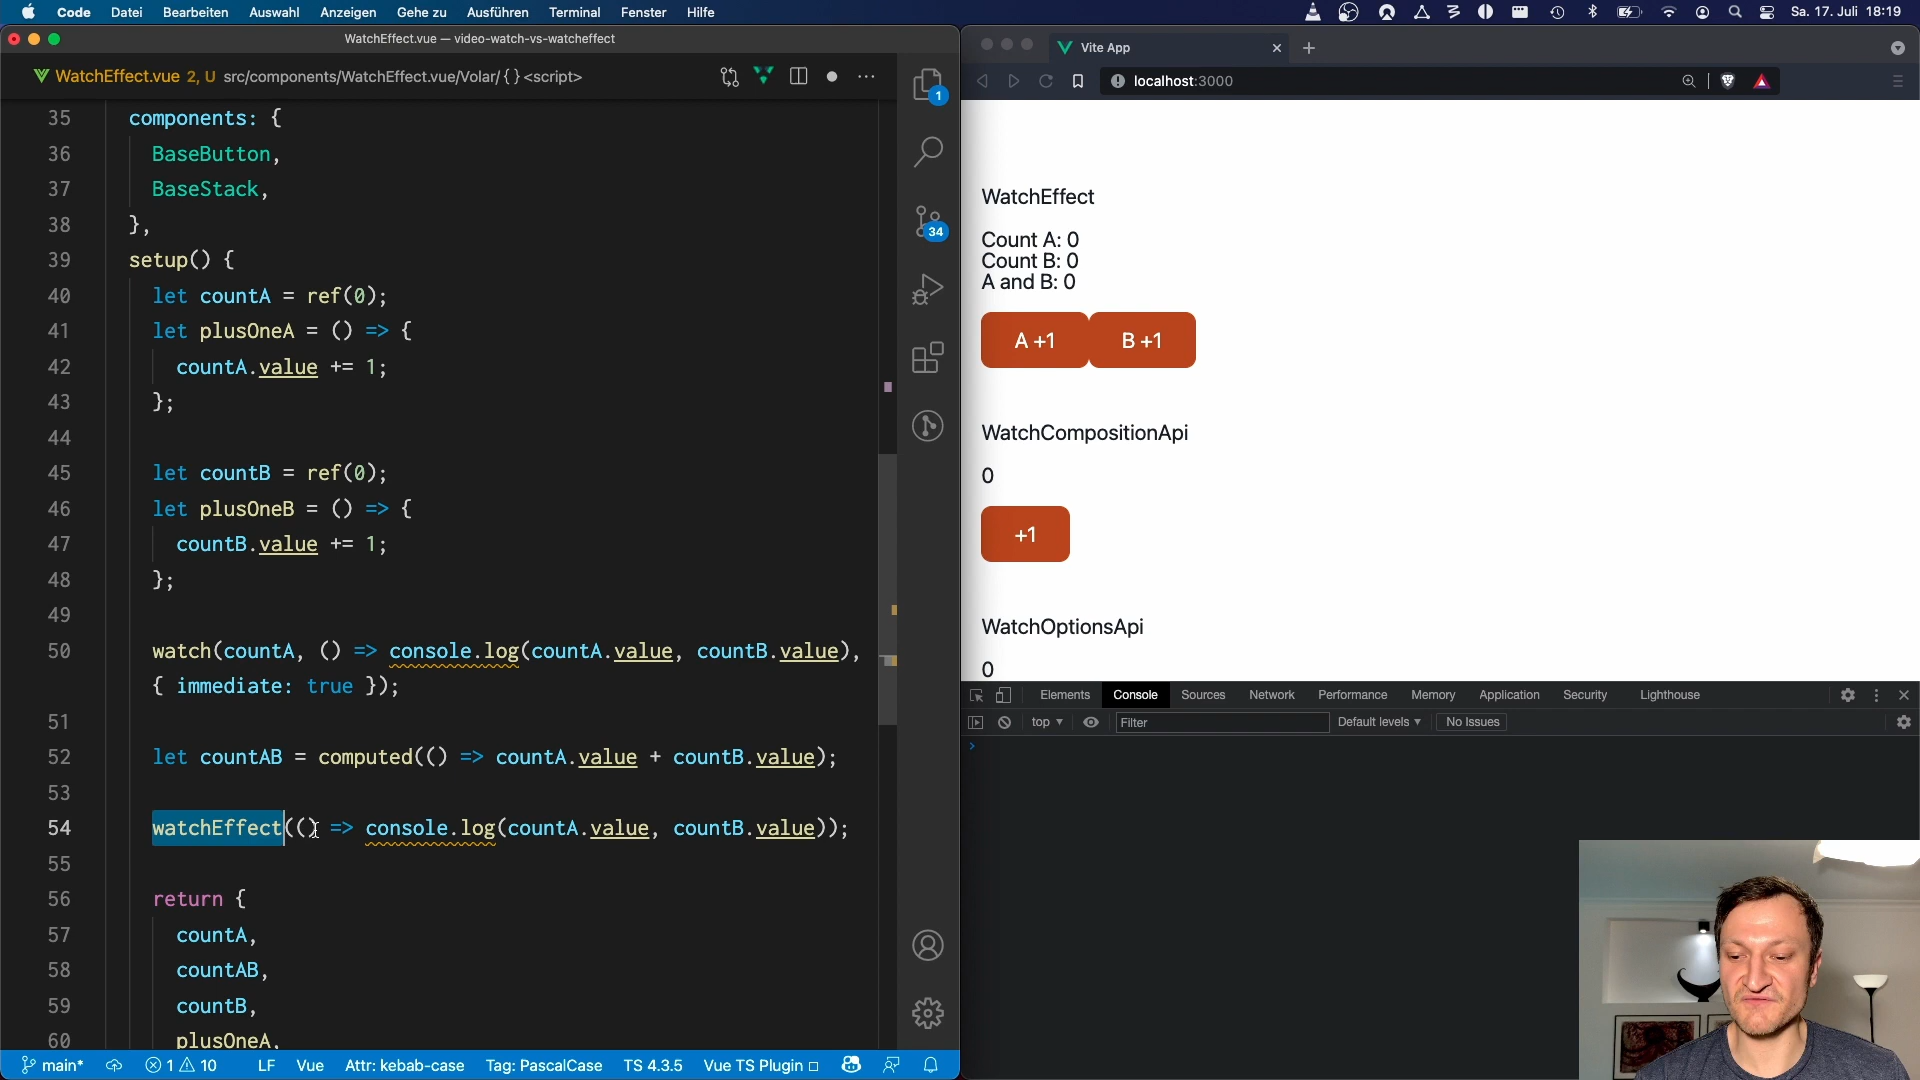 Code Datei Bearbeiten Auswahl Anzeigen Gehe zu Ausführen Terminal Fenster Hilfe
Sa. 17. Juli 18:19
WatchEffect.vue — video-watch-vs-watcheffect
WatchEffect.vue 2, U src/components/WatchEffect.vue/Volar/ {} <script>
35 components: {
36 BaseButton,
37 BaseStack,
38 },
39 setup() {
40 let countA = ref(0);
41 let plusOneA = () => {
42 countA.value += 1;
43 };
44
45 let countB = ref(0);
46 let plusOneB = () => {
47 countB.value += 1;
48 };
49
50 watch(countA, () => console.log(countA.value, countB.value),
{ immediate: true });
51
52 let countAB = computed(() => countA.value + countB.value);
53
54 watchEffect(() => console.log(countA.value, countB.value));
55
56 return {
57 countA,
58 countAB,
59 countB,
60 plusOneA,
1
34
main* 1 10 LF Vue Attr: kebab-case Tag: PascalCase TS 4.3.5 Vue TS Plugin
Vite App
localhost:3000
WatchEffect
Count A: 0
Count B: 0
A and B: 0
A +1 B +1
WatchCompositionApi
0
+1
WatchOptionsApi
0
Elements Console Sources Network Performance Memory Application Security Lighthouse
top Filter Default levels No Issues